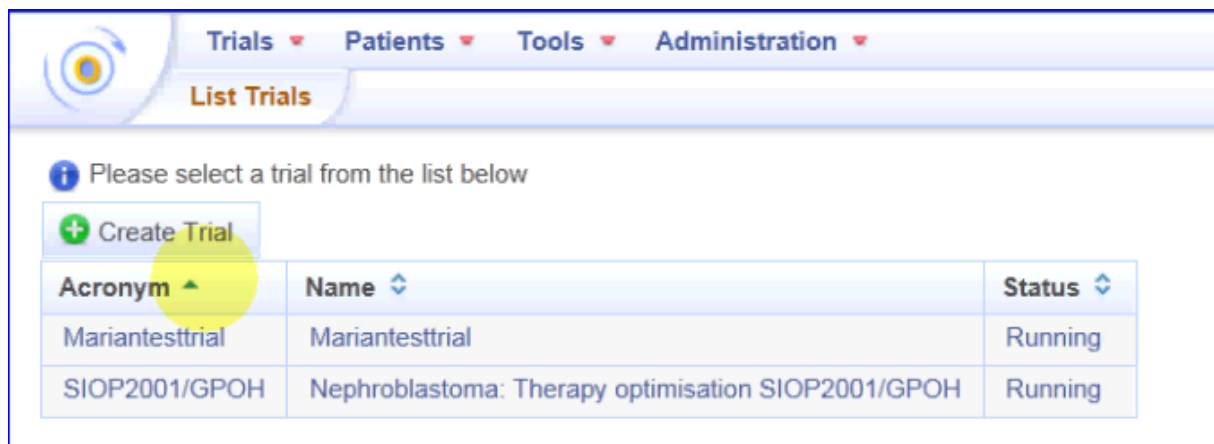 Trials Patients Tools Administration
List Trials
Please select a trial from the list below
Create Trial
Acronym Name Status
Mariantesttrial Mariantesttrial Running
SIOP2001/GPOH Nephroblastoma: Therapy optimisation SIOP2001/GPOH Running